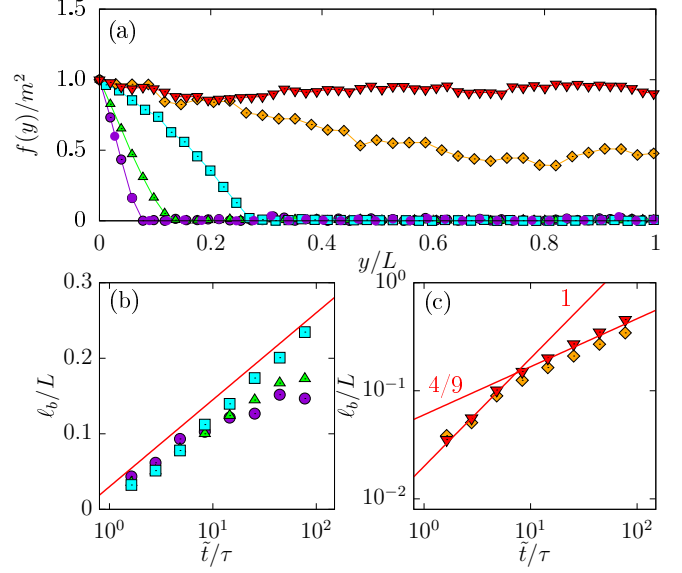 1.5
(a)
1.0
0.5
0
f(y)/m²
0 0.2 0.4 0.6 0.8 1
y/L
(b)
0.3
0.2
0.1
0
ℓ_b/L
10⁰ 10¹ 10²
t̃/τ
(c)
10⁰
10⁻¹
10⁻²
ℓ_b/L
1
4/9
10⁰ 10¹ 10²
t̃/τ